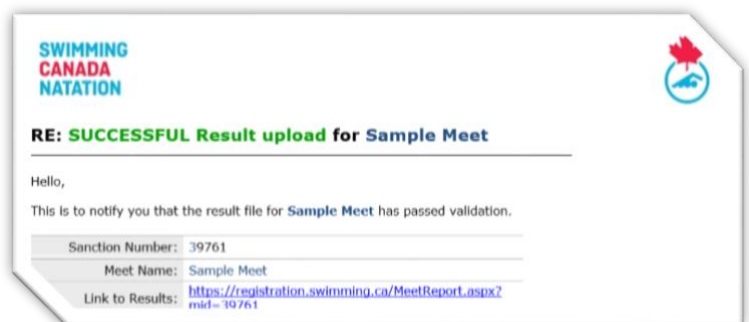 SWIMMING
CANADA
NATATION
RE: SUCCESSFUL Result upload for Sample Meet
Hello,
This is to notify you that the result file for Sample Meet has passed validation.
Sanction Number: 39761
Meet Name: Sample Meet
Link to Results: https://registration.swimming.ca/MeetReport.aspx?
mid=39761